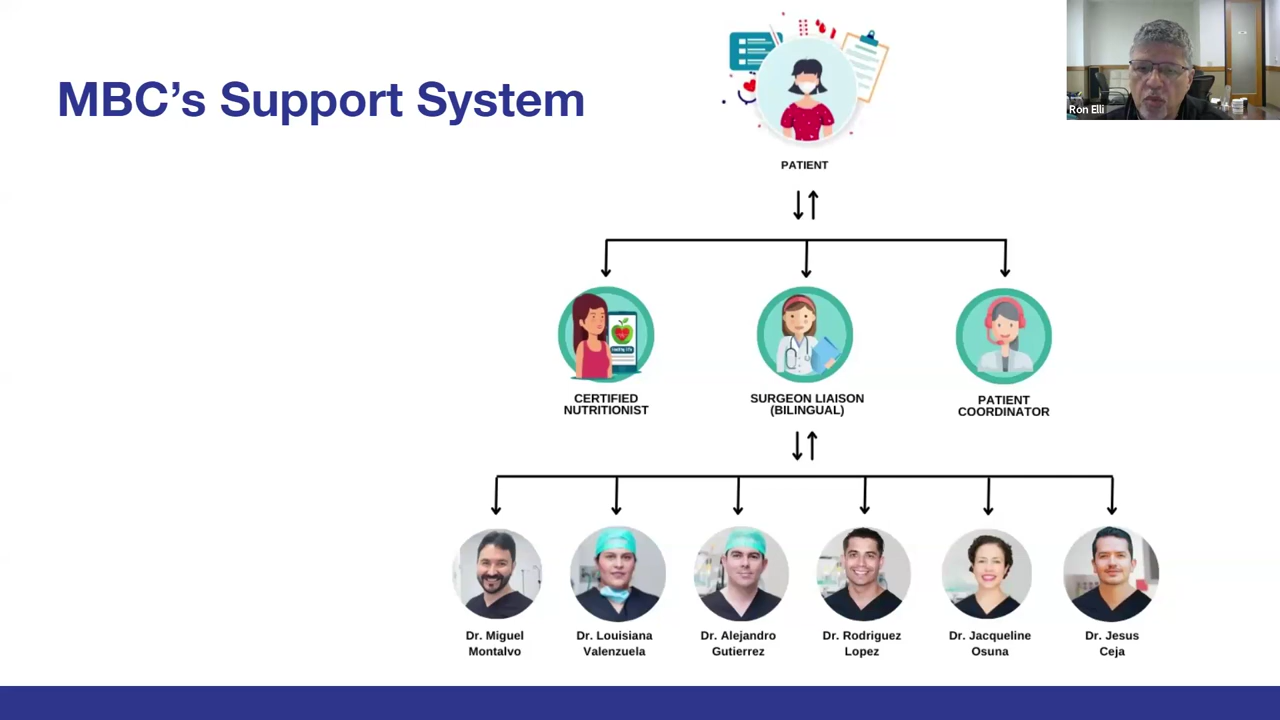 MBC's Support System
Ron Elli
PATIENT
CERTIFIED
NUTRITIONIST
SURGEON LIAISON
(BILINGUAL)
PATIENT
COORDINATOR
Dr. Miguel
Montalvo
Dr. Louisiana
Valenzuela
Dr. Alejandro
Gutierrez
Dr. Rodriguez
Lopez
Dr. Jacqueline
Osuna
Dr. Jesus
Ceja